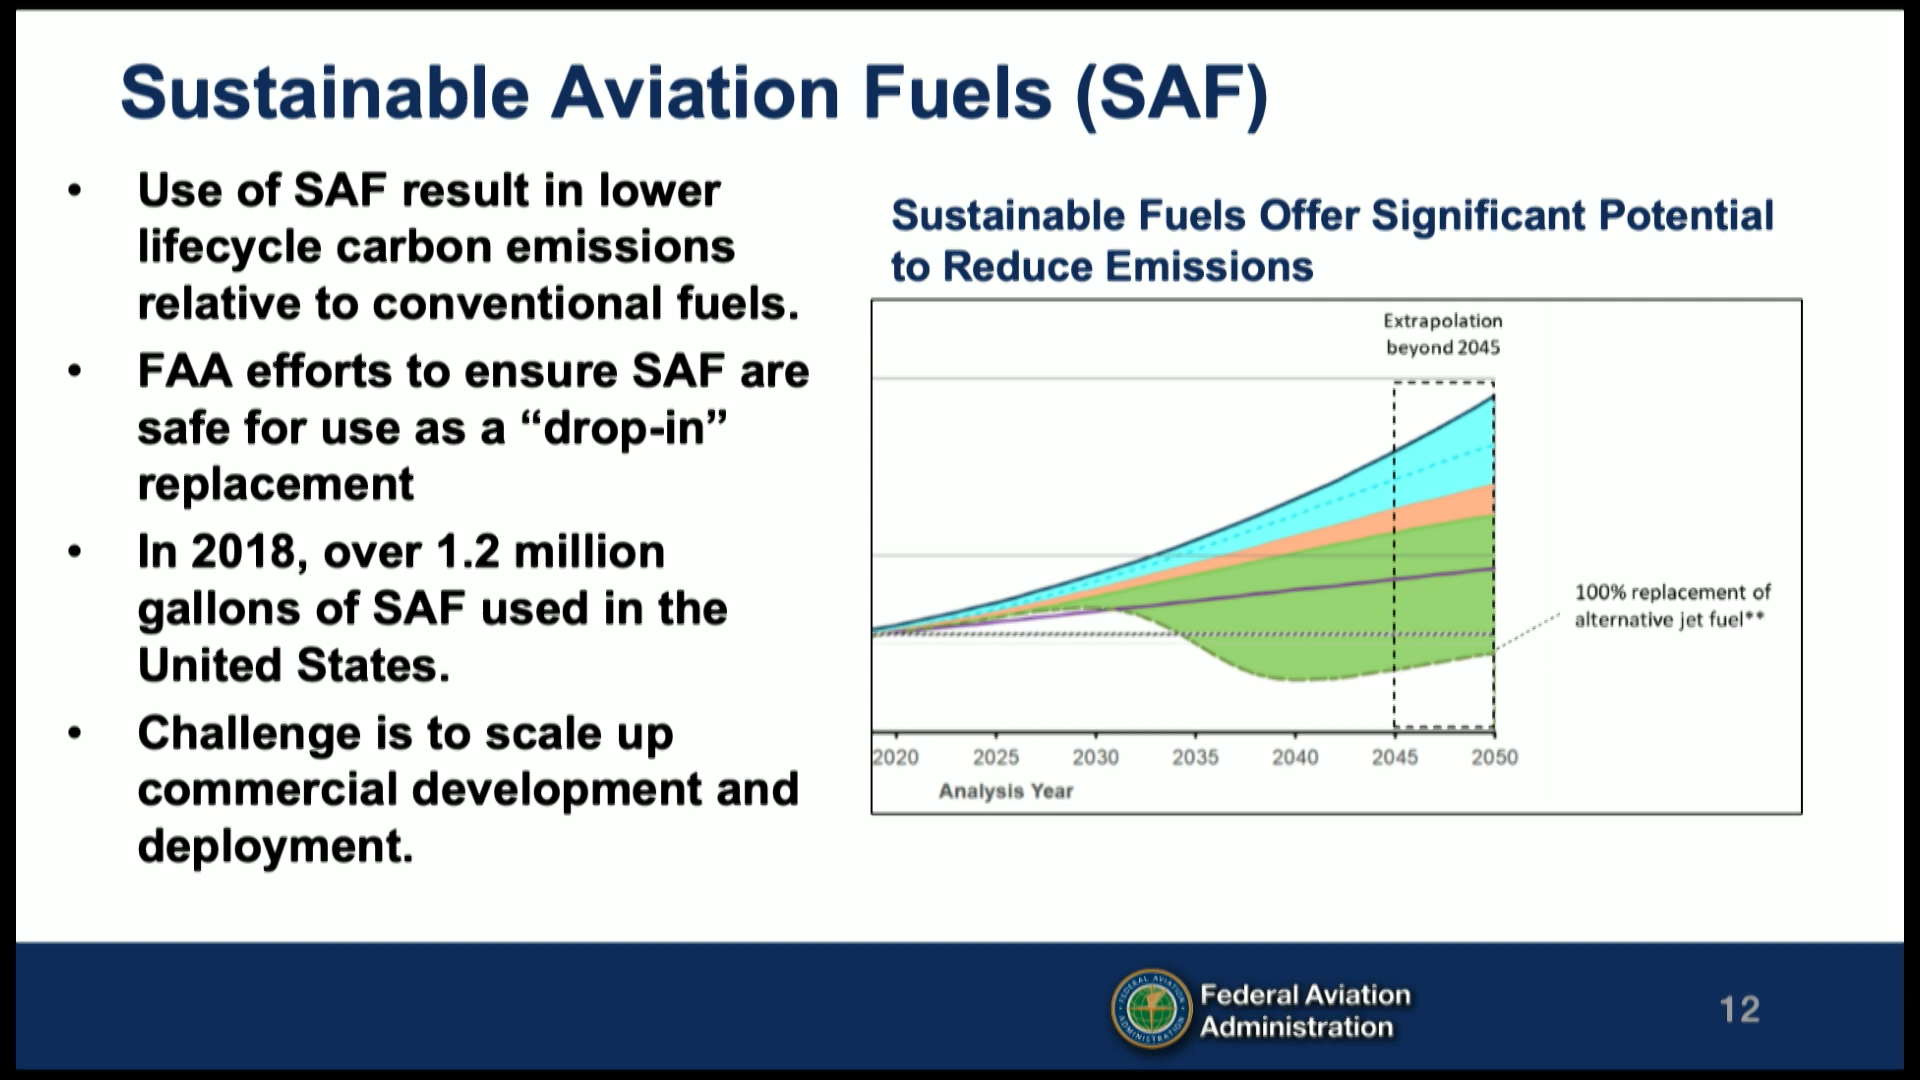 Sustainable Aviation Fuels (SAF)
• Use of SAF result in lower
lifecycle carbon emissions
relative to conventional fuels.
• FAA efforts to ensure SAF are
safe for use as a “drop-in”
replacement
• In 2018, over 1.2 million
gallons of SAF used in the
United States.
• Challenge is to scale up
commercial development and
deployment.
Sustainable Fuels Offer Significant Potential
to Reduce Emissions
Extrapolation
beyond 2045
100% replacement of
alternative jet fuel**
2020 2025 2030 2035 2040 2045 2050
Analysis Year
FEDERAL AVIATION
ADMINISTRATION
Federal Aviation
Administration
12